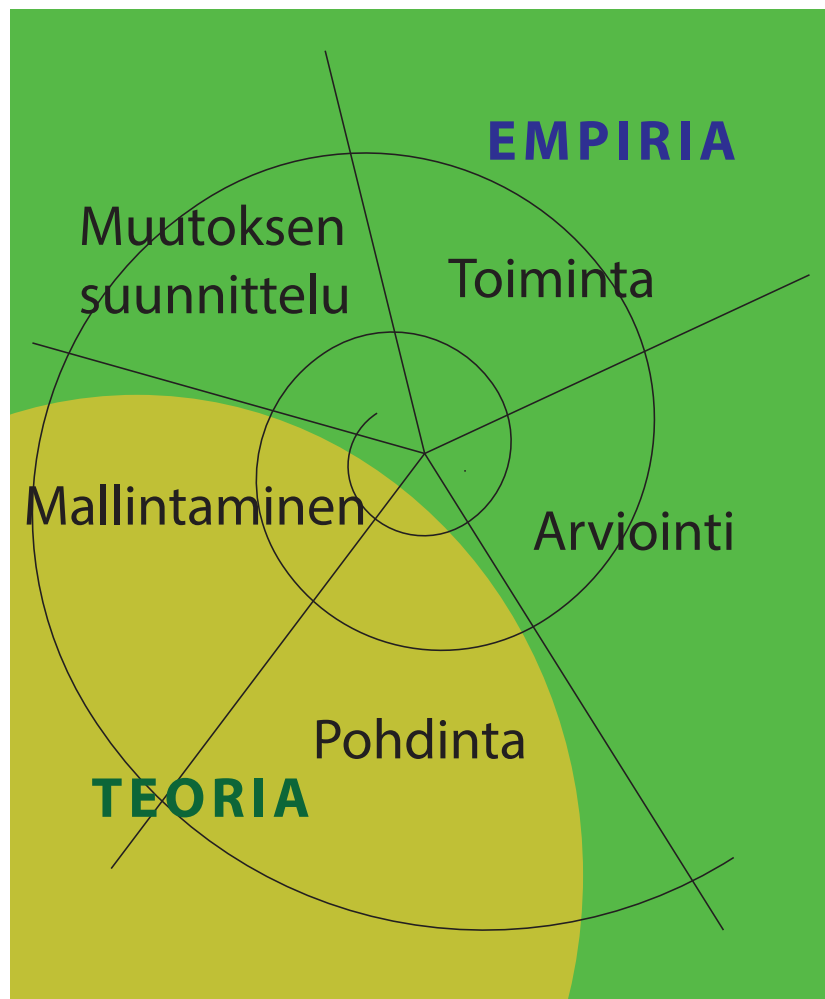 EMPIRIA
Muutoksen
suunnittelu
Toiminta
Mallintaminen
Arviointi
Pohdinta
TEORIA